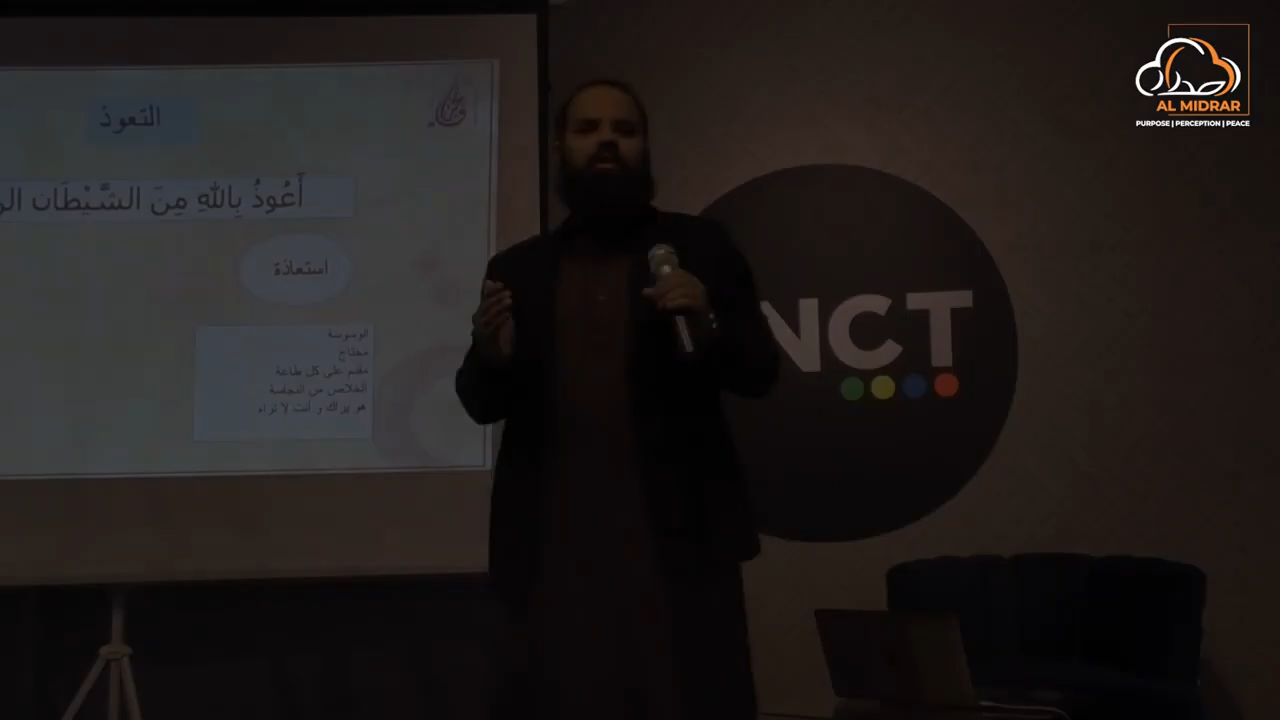 التعوذ
أَعُوذُ بِاللهِ مِنَ الشَّيْطَان
استعاذة
الوسوسة
محتاج
مقدم على كل طاعة
الخلاص من النجاسة
هو يراك و أنت لا تراه
NCT
AL MIDRAR
PURPOSE | PERCEPTION | PEACE